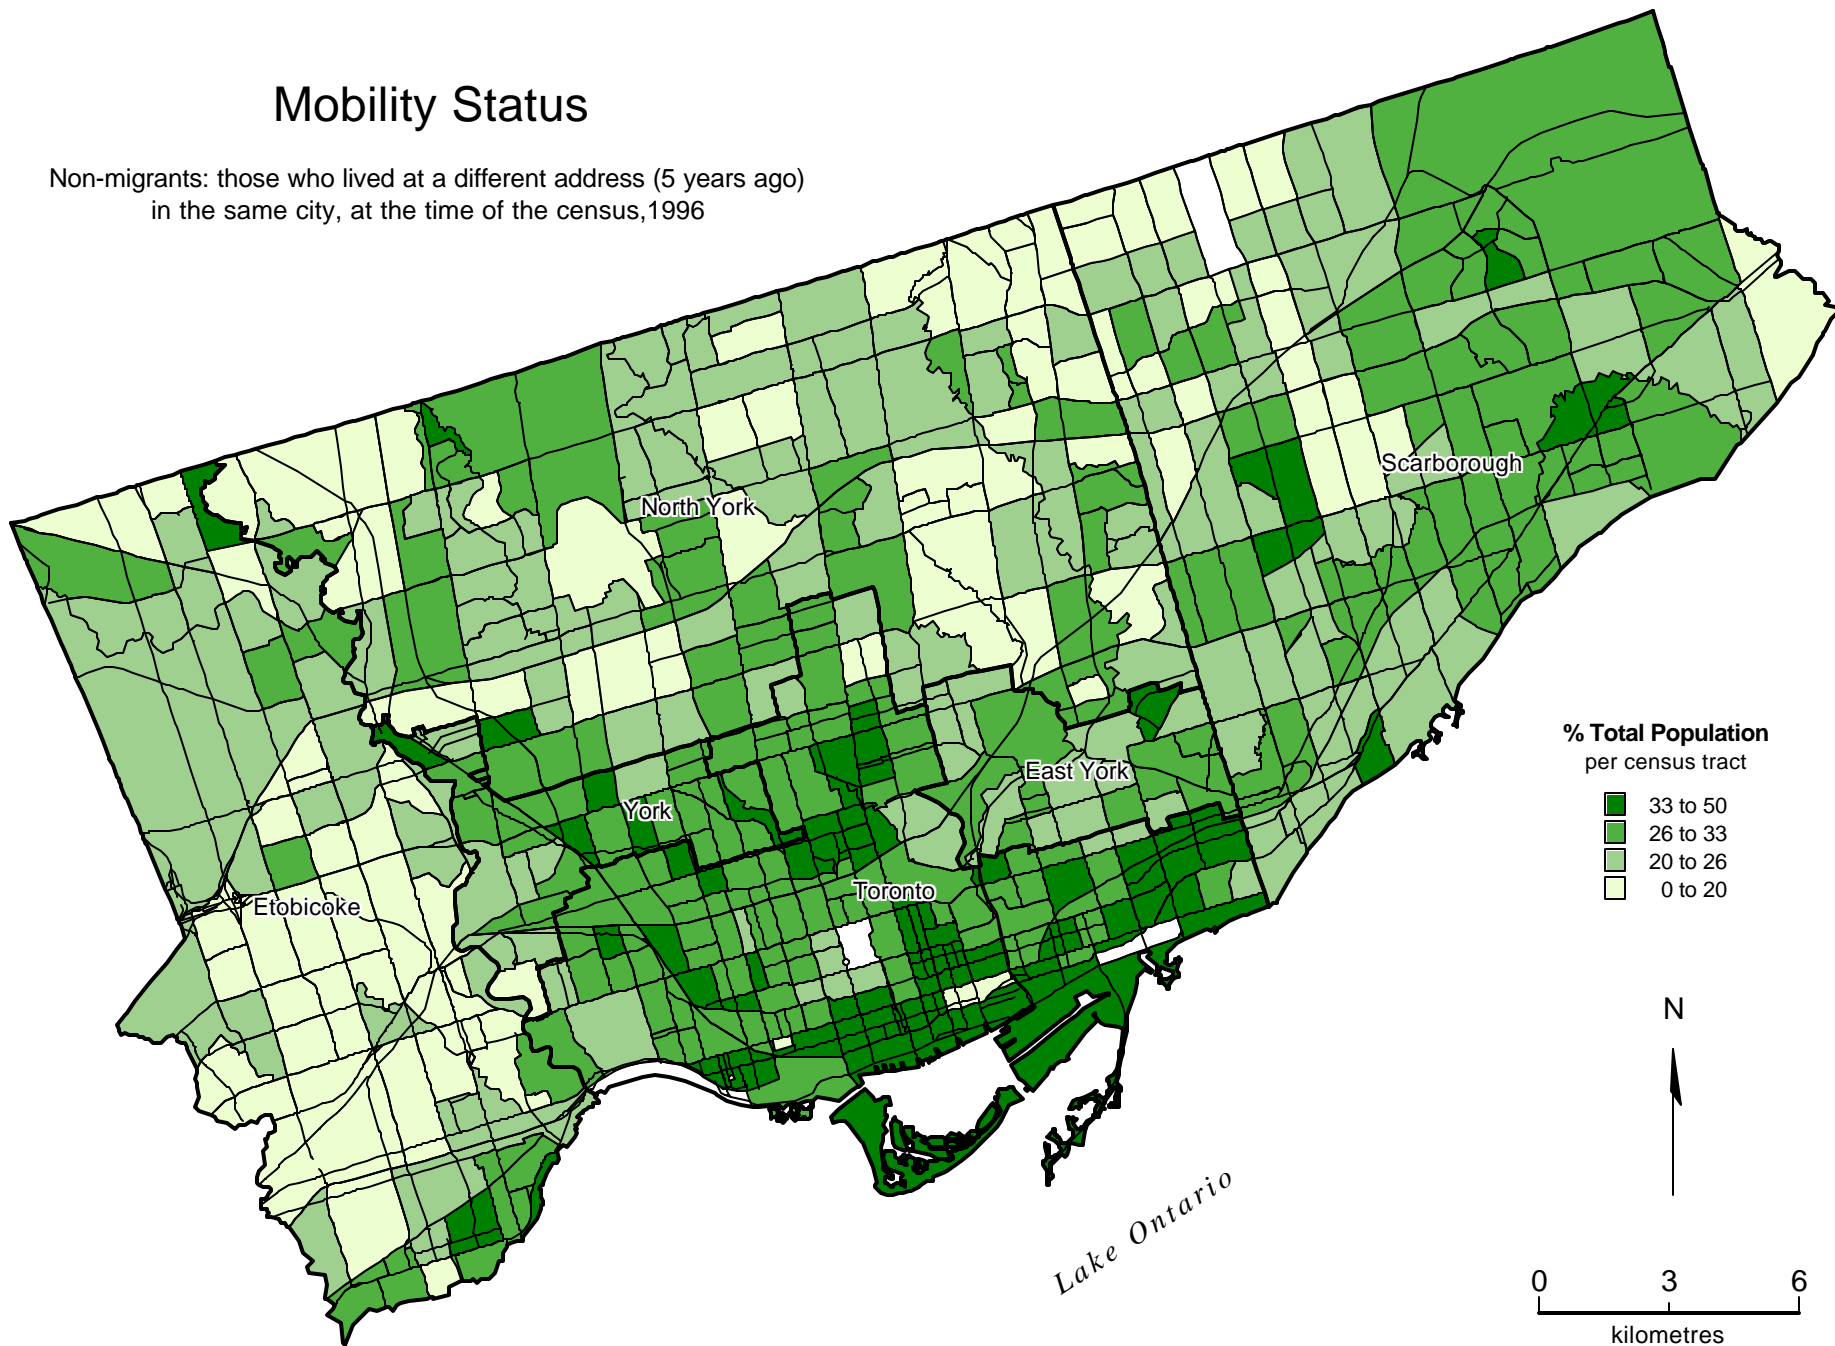 Mobility Status
Non-migrants: those who lived at a different address (5 years ago)
in the same city, at the time of the census,1996
Scarborough
North York
East York
York
Toronto
Etobicoke
% Total Population
per census tract
33 to 50
26 to 33
20 to 26
0 to 20
N
Lake Ontario
0 3 6
kilometres